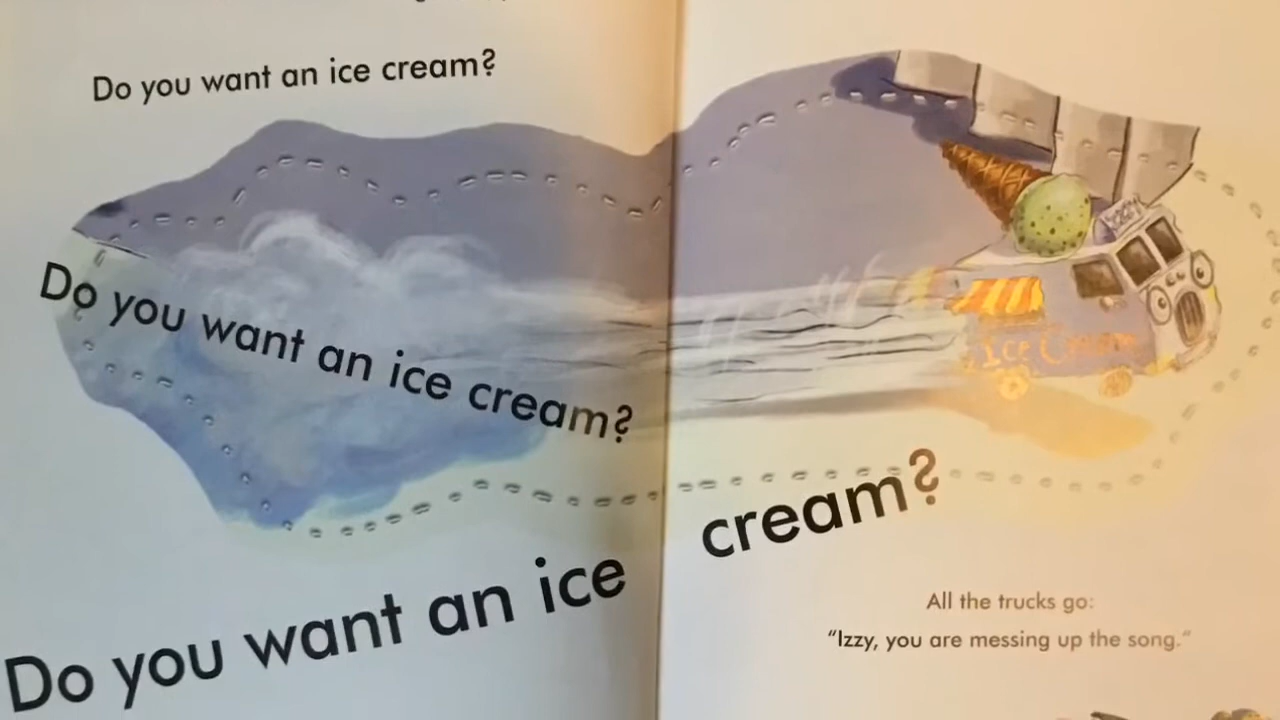 Do you want an ice cream?
Do you want an ice cream?
Do you want an ice cream?
Ice Cream
All the trucks go:
“Izzy, you are messing up the song.”